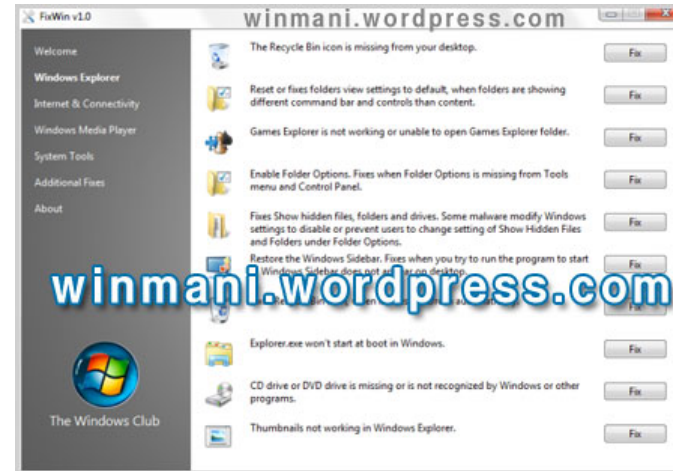 FixWin v1.0
winmani.wordpress.com
Welcome
Windows Explorer
Internet & Connectivity
Windows Media Player
System Tools
Additional Fixes
About
The Recycle Bin icon is missing from your desktop.
Fix
Reset or fixes folders view settings to default, when folders are showing
different command bar and controls than content.
Fix
Games Explorer is not working or unable to open Games Explorer folder.
Fix
Enable Folder Options. Fixes when Folder Options is missing from Tools
menu and Control Panel.
Fix
Fixes Show hidden files, folders and drives. Some malware modify Windows
settings to disable or prevent users to change setting of Show Hidden Files
and Folders under Folder Options.
Fix
Restore the Windows Sidebar. Fixes when you try to run the program to start
Windows Sidebar does not appear on desktop.
Fix
winmani.wordpress.com
Explorer.exe won't start at boot in Windows.
Fix
CD drive or DVD drive is missing or is not recognized by Windows or other
programs.
Fix
Thumbnails not working in Windows Explorer.
Fix
The Windows Club